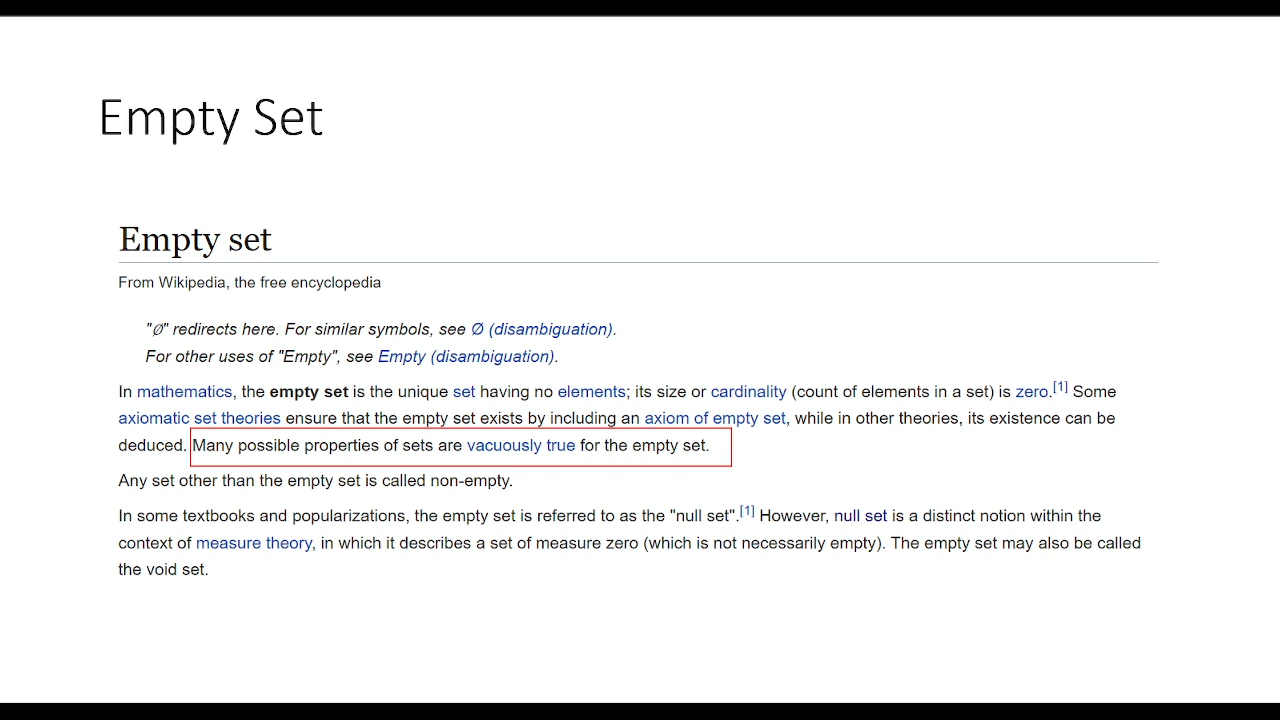 Empty Set
Empty set
From Wikipedia, the free encyclopedia
"∅" redirects here. For similar symbols, see Ø (disambiguation).
For other uses of "Empty", see Empty (disambiguation).
In mathematics, the empty set is the unique set having no elements; its size or cardinality (count of elements in a set) is zero.[1] Some
axiomatic set theories ensure that the empty set exists by including an axiom of empty set, while in other theories, its existence can be
deduced. Many possible properties of sets are vacuously true for the empty set.
Any set other than the empty set is called non-empty.
In some textbooks and popularizations, the empty set is referred to as the "null set".[1] However, null set is a distinct notion within the
context of measure theory, in which it describes a set of measure zero (which is not necessarily empty). The empty set may also be called
the void set.